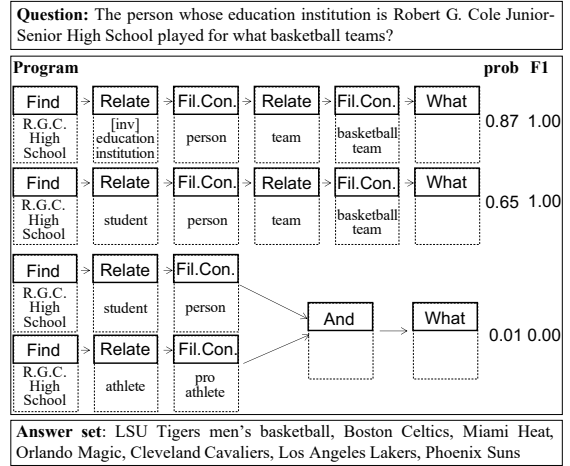 Question: The person whose education institution is Robert G. Cole Junior-
Senior High School played for what basketball teams?
Program prob F1
Find Relate Fil.Con. Relate Fil.Con. What
R.G.C. High School [inv] education institution person team basketball team
0.87 1.00
Find Relate Fil.Con. Relate Fil.Con. What
R.G.C. High School student person team basketball team
0.65 1.00
Find Relate Fil.Con.
R.G.C. High School student person
And What
0.01 0.00
Find Relate Fil.Con.
R.G.C. High School athlete pro athlete
Answer set: LSU Tigers men's basketball, Boston Celtics, Miami Heat,
Orlando Magic, Cleveland Cavaliers, Los Angeles Lakers, Phoenix Suns